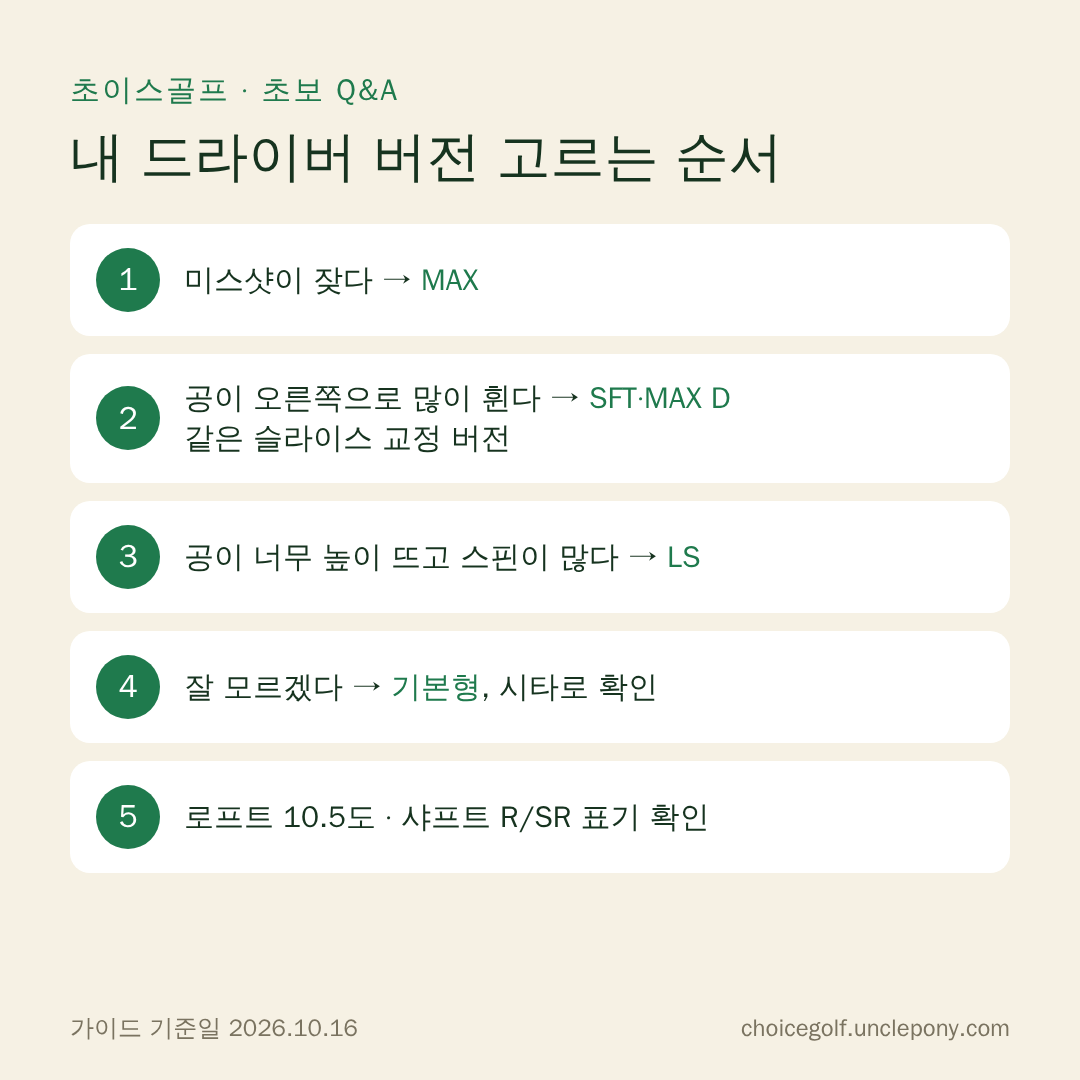 초이스골프 · 초보 Q&A
내 드라이버 버전 고르는 순서
1 미스샷이 잦다 → MAX
2 공이 오른쪽으로 많이 휜다 → SFT·MAX D
같은 슬라이스 교정 버전
3 공이 너무 높이 뜨고 스핀이 많다 → LS
4 잘 모르겠다 → 기본형, 시타로 확인
5 로프트 10.5도 · 샤프트 R/SR 표기 확인
가이드 기준일 2026.10.16
choicegolf.unclepony.com